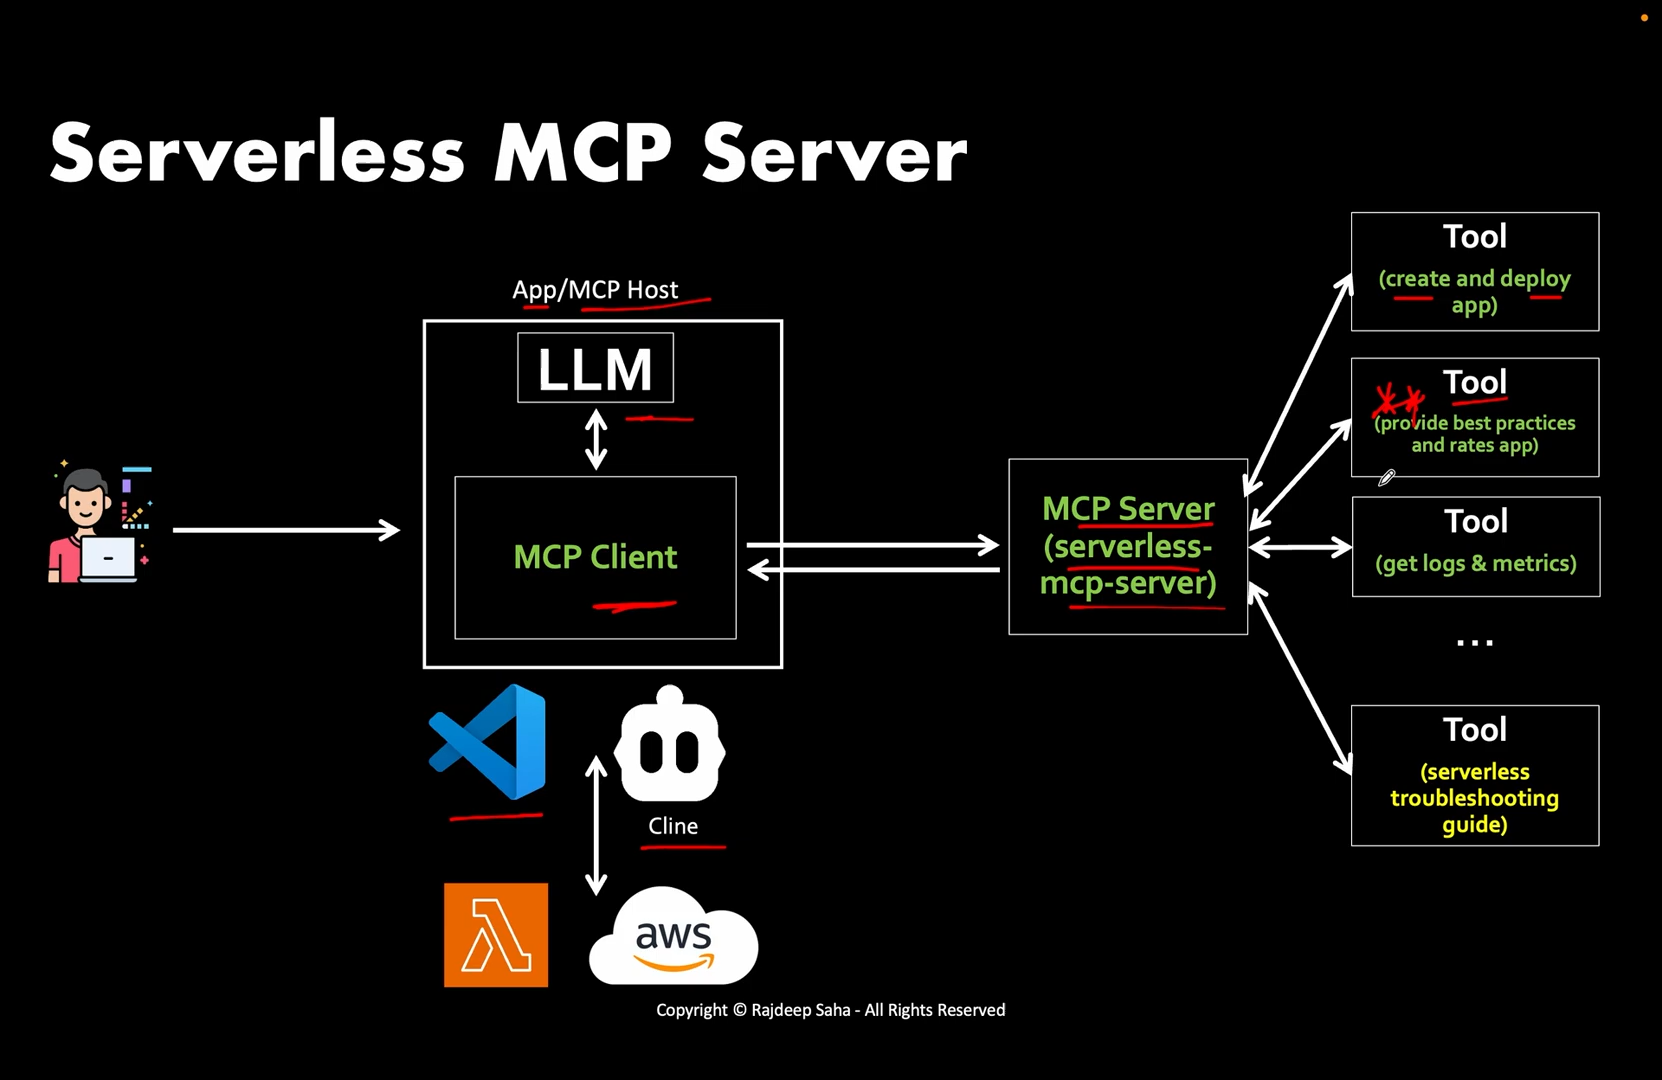 Serverless MCP Server
App/MCP Host
LLM
MCP Client
Cline
aws
MCP Server
(serverless-
mcp-server)
Tool
(create and deploy
app)
Tool
(provide best practices
and rates app)
Tool
(get logs & metrics)
...
Tool
(serverless
troubleshooting
guide)
Copyright © Rajdeep Saha - All Rights Reserved